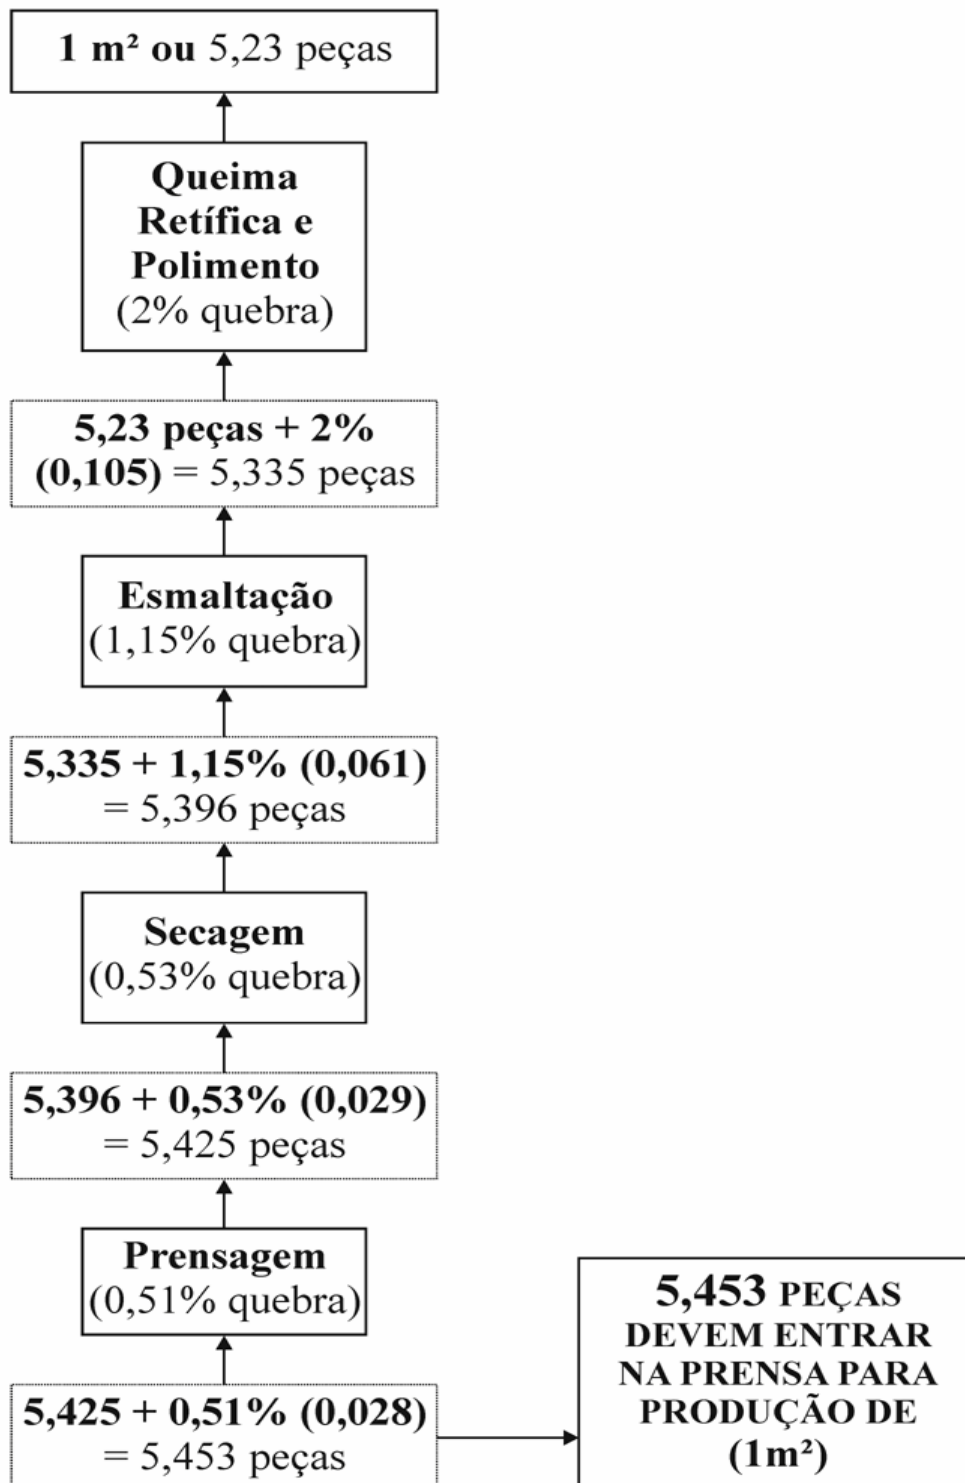 1 m² ou 5,23 peças
Queima
Retífica e
Polimento
(2% quebra)
5,23 peças + 2%
(0,105) = 5,335 peças
Esmaltação
(1,15% quebra)
5,335 + 1,15% (0,061)
= 5,396 peças
Secagem
(0,53% quebra)
5,396 + 0,53% (0,029)
= 5,425 peças
Prensagem
(0,51% quebra)
5,425 + 0,51% (0,028)
= 5,453 peças
5,453 PEÇAS
DEVEM ENTRAR
NA PRENSA PARA
PRODUÇÃO DE
(1m²)